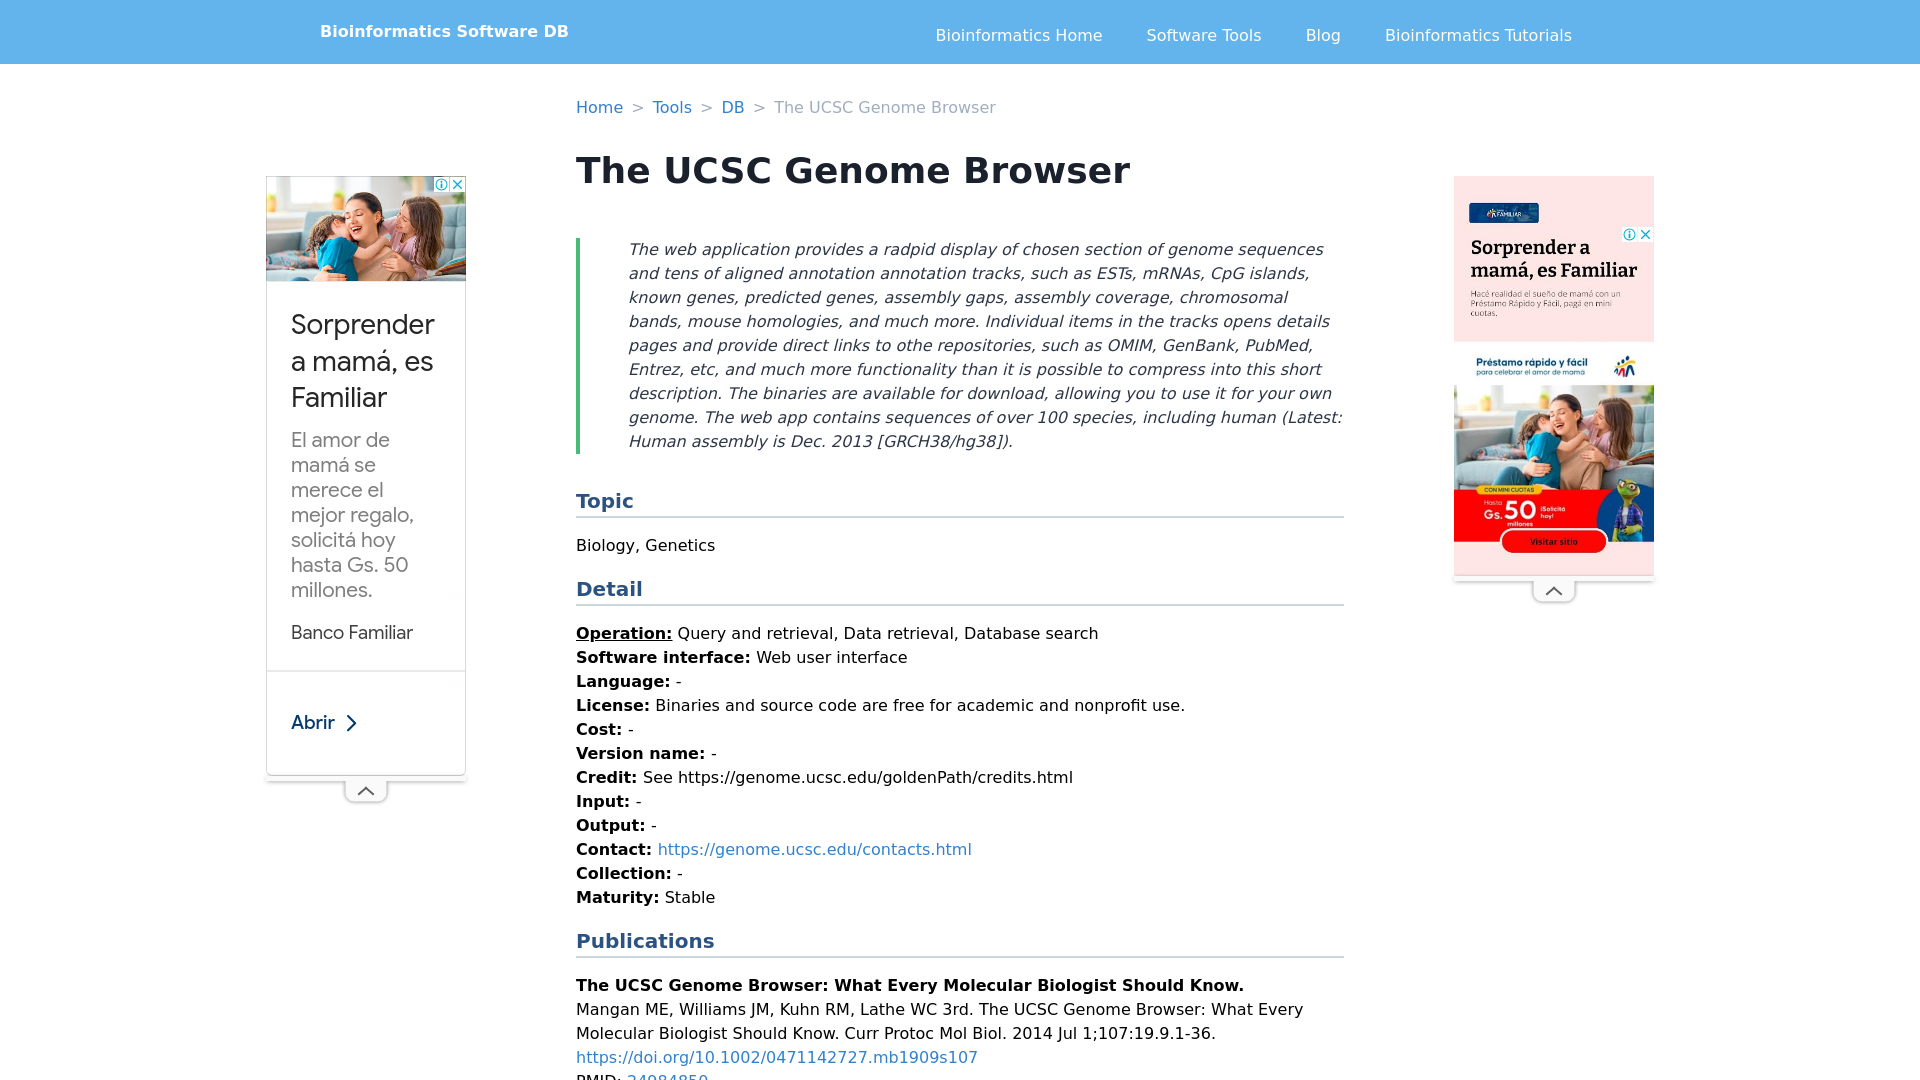 Bioinformatics Software DB
Bioinformatics Home
Software Tools
Blog
Bioinformatics Tutorials
Home > Tools > DB > The UCSC Genome Browser
The UCSC Genome Browser
The web application provides a radpid display of chosen section of genome sequences
and tens of aligned annotation annotation tracks, such as ESTs, mRNAs, CpG islands,
known genes, predicted genes, assembly gaps, assembly coverage, chromosomal
bands, mouse homologies, and much more. Individual items in the tracks opens details
pages and provide direct links to othe repositories, such as OMIM, GenBank, PubMed,
Entrez, etc, and much more functionality than it is possible to compress into this short
description. The binaries are available for download, allowing you to use it for your own
genome. The web app contains sequences of over 100 species, including human (Latest:
Human assembly is Dec. 2013 [GRCH38/hg38]).
Topic
Biology, Genetics
Detail
Operation: Query and retrieval, Data retrieval, Database search
Software interface: Web user interface
Language: -
License: Binaries and source code are free for academic and nonprofit use.
Cost: -
Version name: -
Credit: See https://genome.ucsc.edu/goldenPath/credits.html
Input: -
Output: -
Contact: https://genome.ucsc.edu/contacts.html
Collection: -
Maturity: Stable
Publications
The UCSC Genome Browser: What Every Molecular Biologist Should Know.
Mangan ME, Williams JM, Kuhn RM, Lathe WC 3rd. The UCSC Genome Browser: What Every
Molecular Biologist Should Know. Curr Protoc Mol Biol. 2014 Jul 1;107:19.9.1-36.
https://doi.org/10.1002/0471142727.mb1909s107
PMID: 24984850
Sorprender
a mamá, es
Familiar
El amor de
mamá se
merece el
mejor regalo,
solicitá hoy
hasta Gs. 50
millones.
Banco Familiar
Abrir
FAMILIAR
Sorprender a
mamá, es Familiar
Hacé realidad el sueño de mamá con un
Préstamo Rápido y Fácil, pagá en mini
cuotas.
Préstamo rápido y fácil
para celebrar el amor de mamá
CON MINI CUOTAS
Hasta
Gs. 50
millones
¡Solicitá
hoy!
Visitar sitio